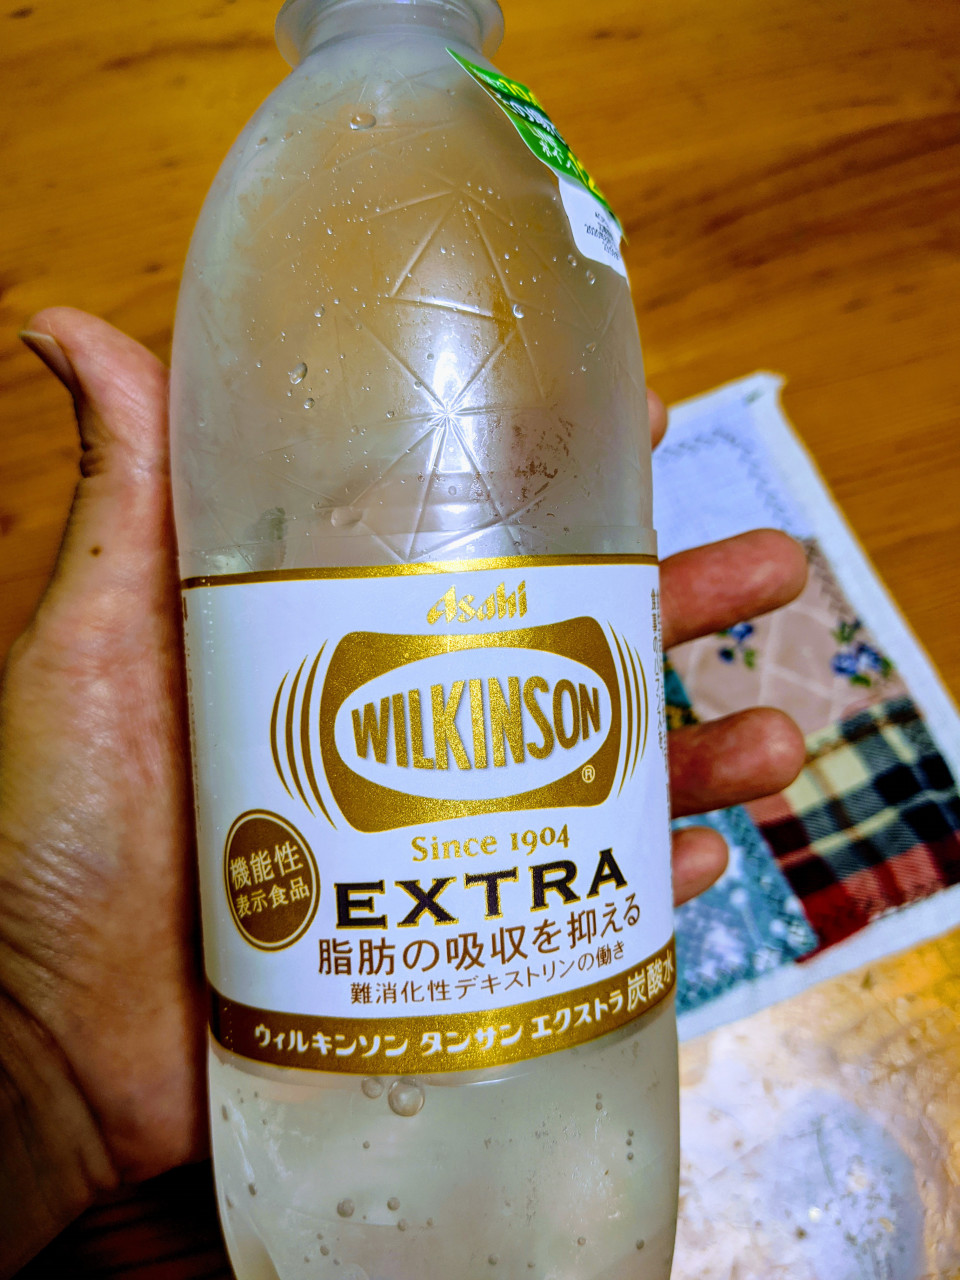 Asahi
WILKINSON
®
Since 1904
EXTRA
機能性
表示食品
脂肪の吸収を抑える
難消化性デキストリンの働き
ウィルキンソン タンサン エクストラ 炭酸水